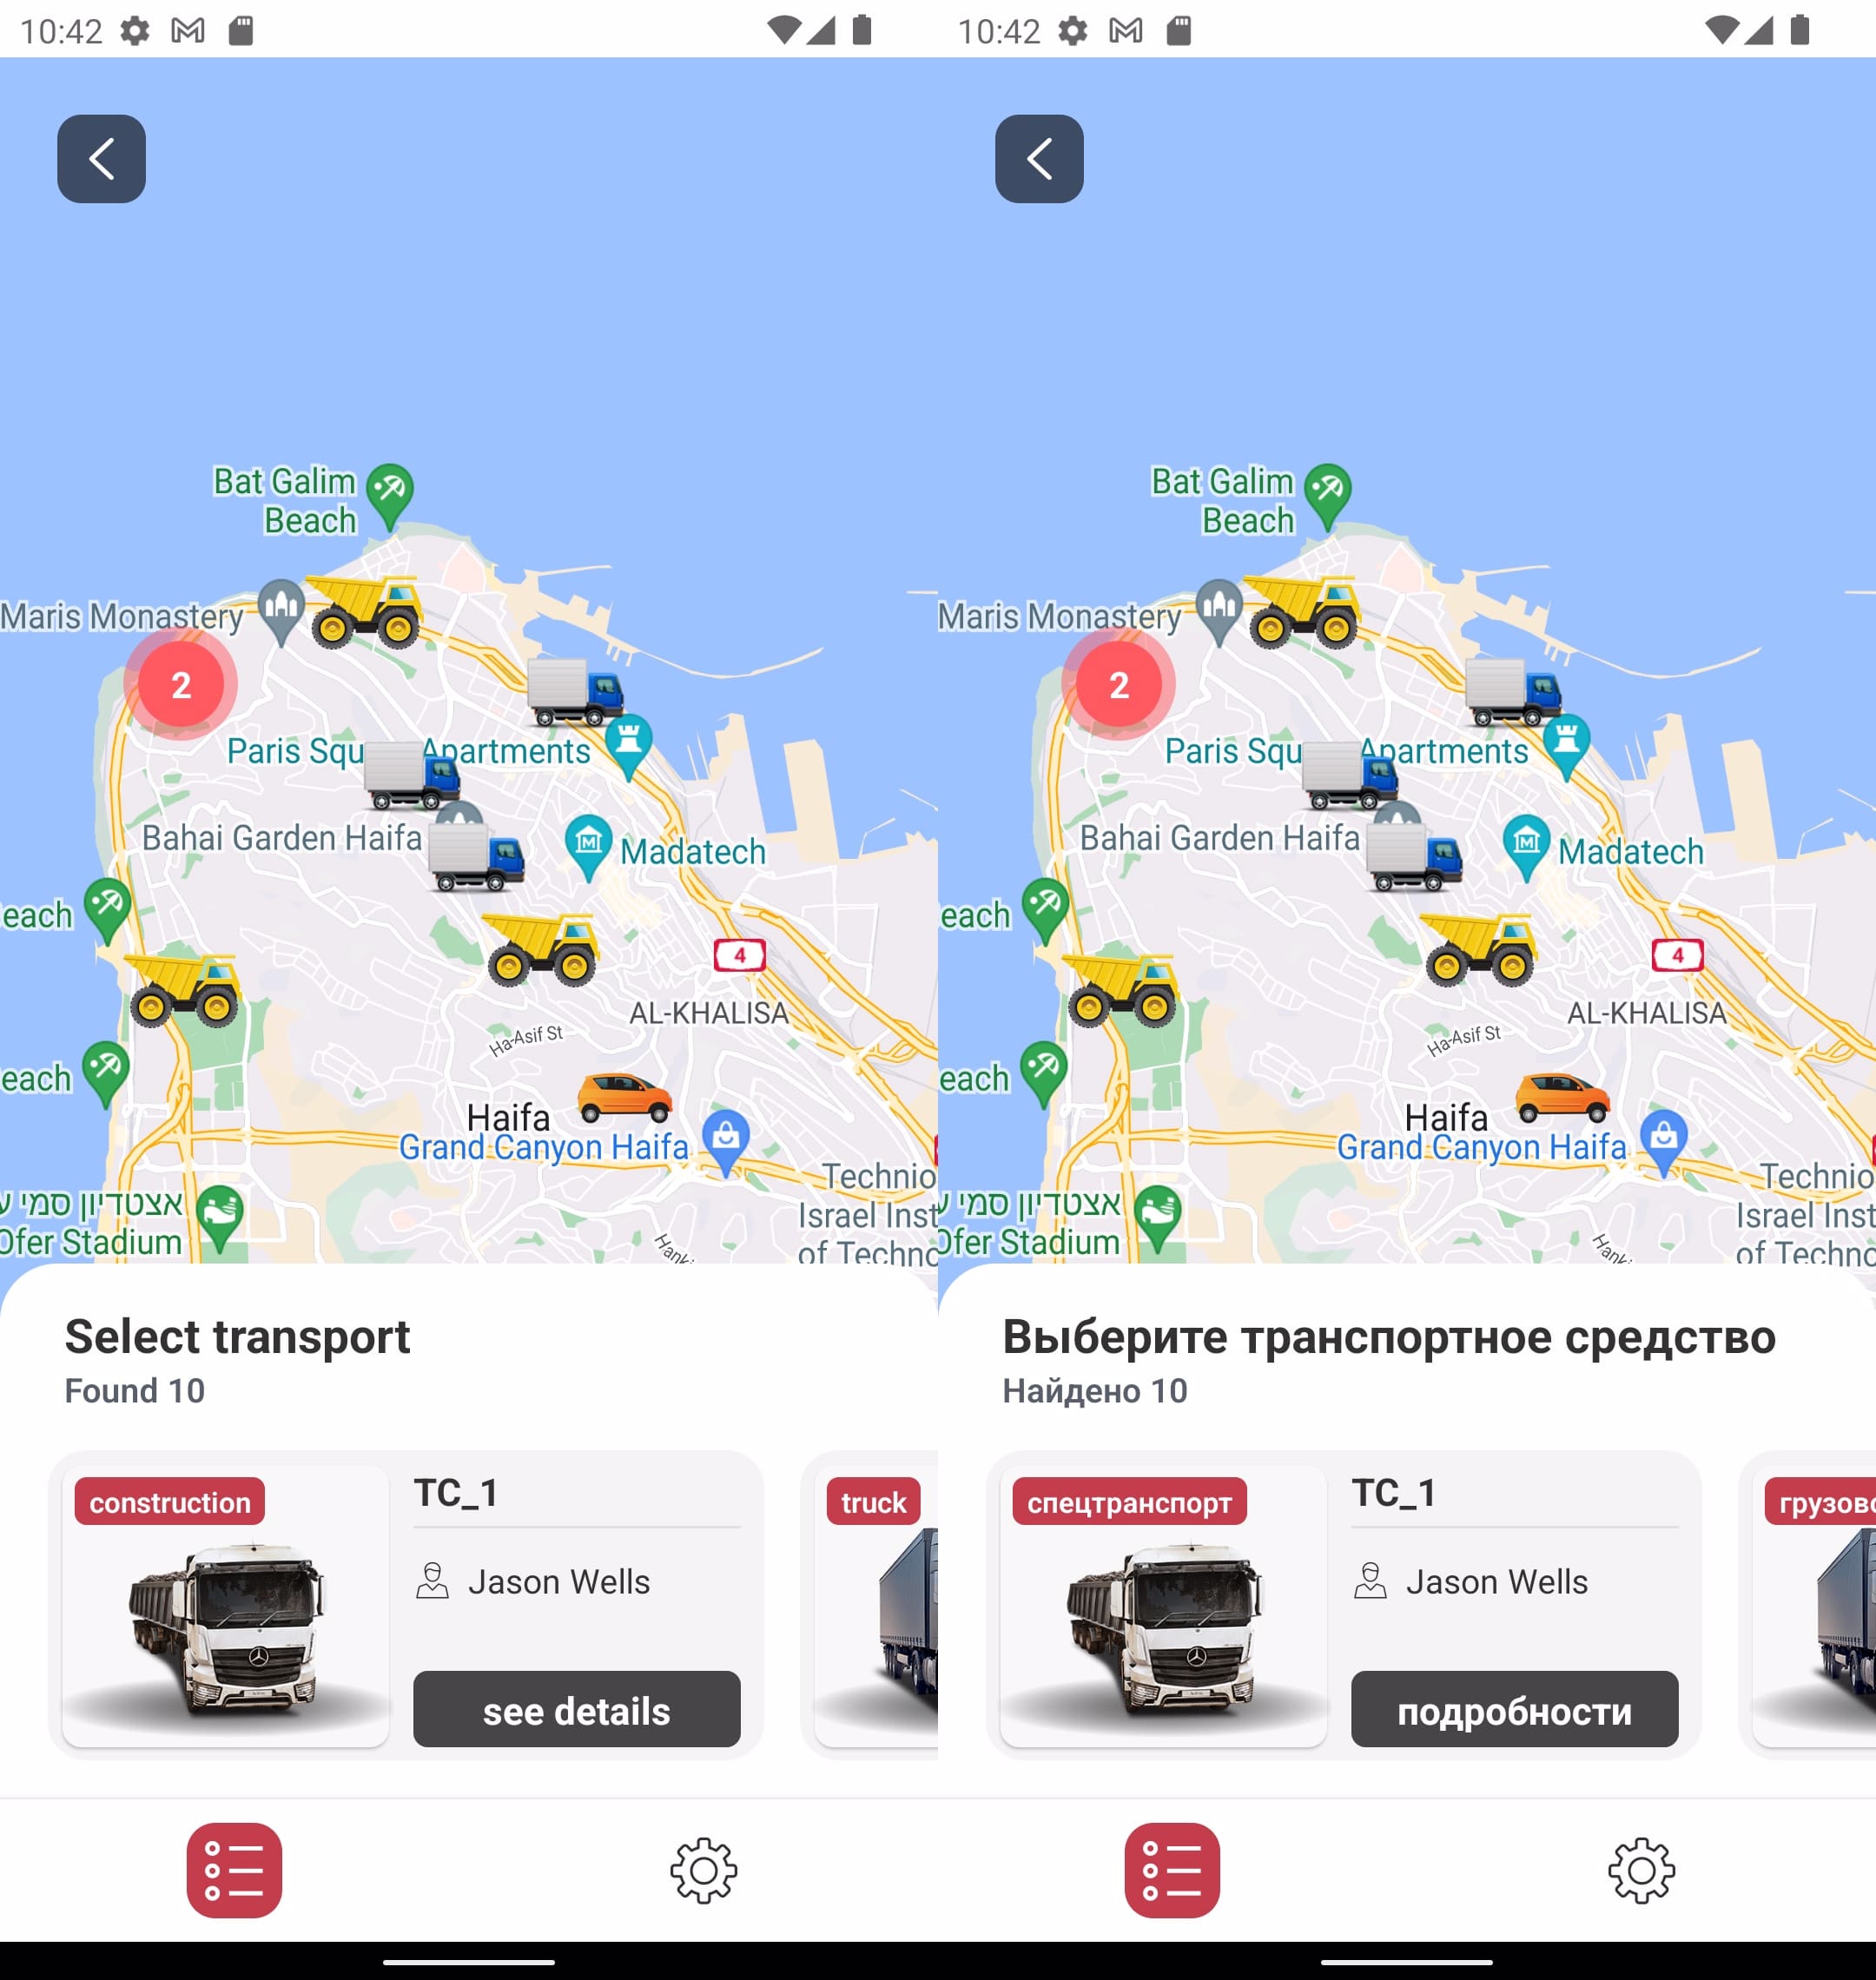 10:42
Bat Galim
Beach
Maris Monastery
2
Paris Squ Apartments
Bahai Garden Haifa
Madatech
each
4
AL-KHALISA
Ha-Asif St
each
Haifa
Grand Canyon Haifa
Technio
Israel Inst
of Techno
אצטדיון סמי ע
Ofer Stadium
Hanki
Select transport
Found 10
construction
TC_1
Jason Wells
see details
truck
10:42
Bat Galim
Beach
Maris Monastery
2
Paris Squ Apartments
Bahai Garden Haifa
Madatech
each
4
AL-KHALISA
Ha-Asif St
each
Haifa
Grand Canyon Haifa
Technio
Israel Inst
of Techno
אצטדיון סמי ע
Ofer Stadium
Hanki
Выберите транспортное средство
Найдено 10
спецтранспорт
TC_1
Jason Wells
подробности
грузово